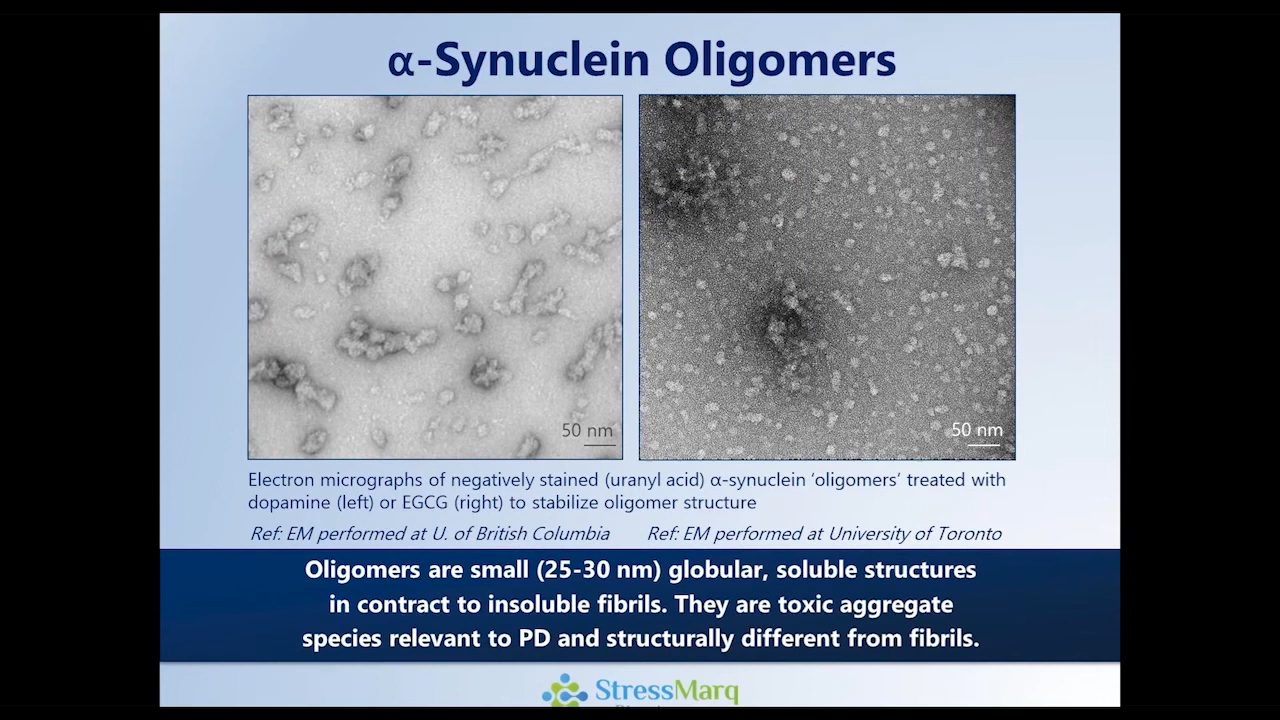 α-Synuclein Oligomers
50 nm
50 nm
Electron micrographs of negatively stained (uranyl acid) α-synuclein ‘oligomers’ treated with
dopamine (left) or EGCG (right) to stabilize oligomer structure
Ref: EM performed at U. of British Columbia
Ref: EM performed at University of Toronto
Oligomers are small (25-30 nm) globular, soluble structures
in contract to insoluble fibrils. They are toxic aggregate
species relevant to PD and structurally different from fibrils.
StressMarq